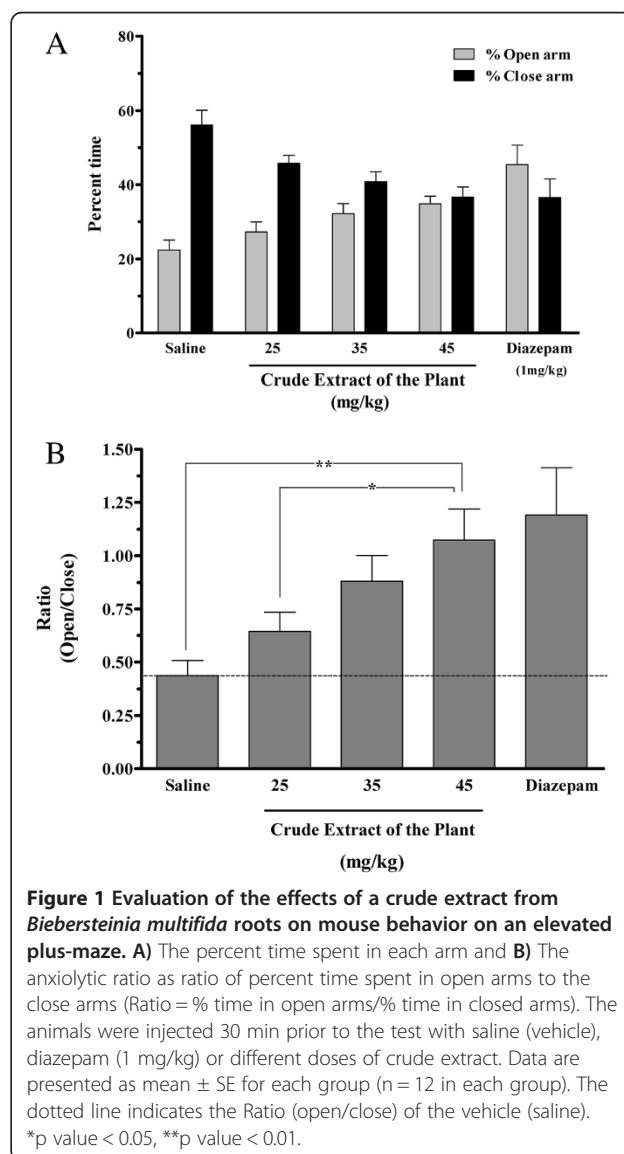 A
80
% Open arm
% Close arm
60
40
20
0
Percent time
Saline
25
35
45
Diazepam
(1mg/kg)
Crude Extract of the Plant
(mg/kg)
B
1.50
1.25
1.00
0.75
0.50
0.25
0.00
Ratio
(Open/Close)
**
*
Saline
25
35
45
Diazepam
Crude Extract of the Plant
(mg/kg)
Figure 1 Evaluation of the effects of a crude extract from
Biebersteinia multifida roots on mouse behavior on an elevated
plus-maze. A) The percent time spent in each arm and B) The
anxiolytic ratio as ratio of percent time spent in open arms to the
close arms (Ratio = % time in open arms/% time in closed arms). The
animals were injected 30 min prior to the test with saline (vehicle),
diazepam (1 mg/kg) or different doses of crude extract. Data are
presented as mean ± SE for each group (n = 12 in each group). The
dotted line indicates the Ratio (open/close) of the vehicle (saline).
*p value < 0.05, **p value < 0.01.